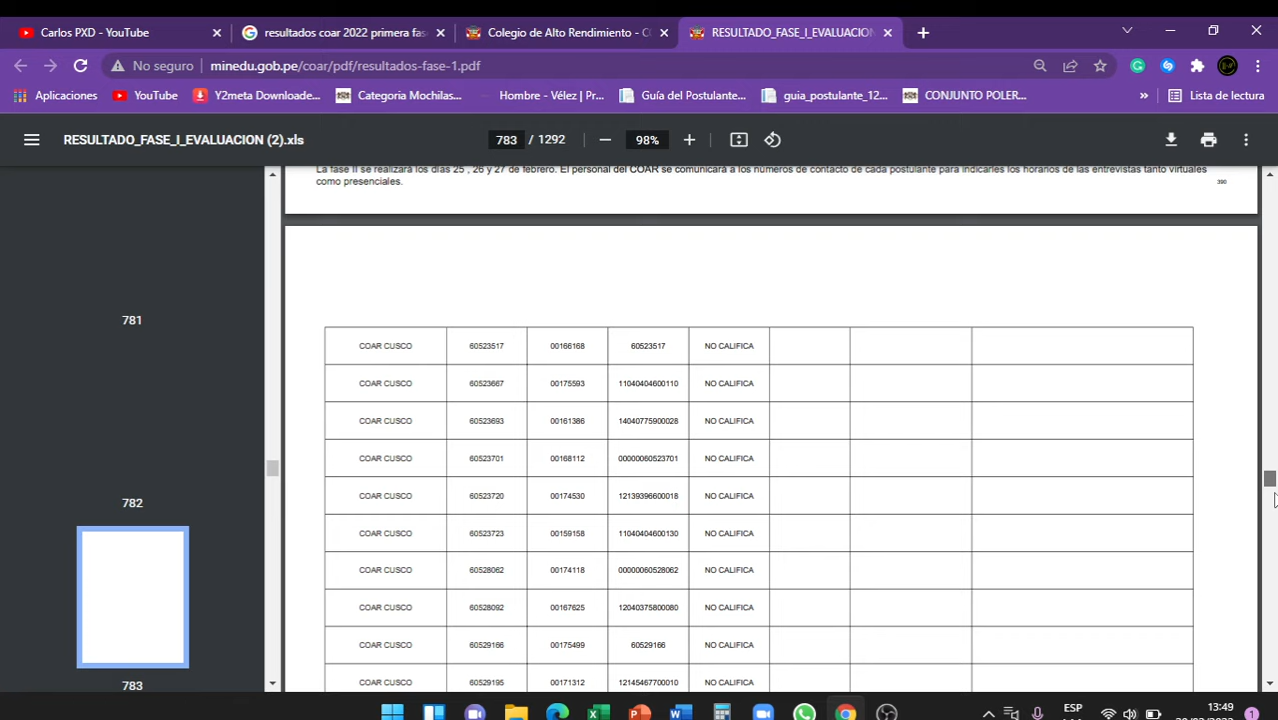 Carlos PXD - YouTube
resultados coar 2022 primera fas
Colegio de Alto Rendimiento - CO
RESULTADO_FASE_I_EVALUACION
No seguro
minedu.gob.pe/coar/pdf/resultados-fase-1.pdf
Aplicaciones
YouTube
Y2meta Downloade...
Categoria Mochilas...
Hombre - Vélez | Pr...
Guía del Postulante...
guia_postulante_12...
CONJUNTO POLER...
»
Lista de lectura
RESULTADO_FASE_I_EVALUACION (2).xls
783 / 1292
98%
La fase II se realizará los días 25 , 26 y 27 de febrero. El personal del COAR se comunicará a los números de contacto de cada postulante para indicarles los horarios de las entrevistas tanto virtuales
como presenciales.
390
781
782
783
COAR CUSCO 60523517 00166168 60523517 NO CALIFICA
COAR CUSCO 60523667 00175593 11040404600110 NO CALIFICA
COAR CUSCO 60523693 00161386 14040775900028 NO CALIFICA
COAR CUSCO 60523701 00168112 00000060523701 NO CALIFICA
COAR CUSCO 60523720 00174530 12139396600018 NO CALIFICA
COAR CUSCO 60523723 00159158 11040404600130 NO CALIFICA
COAR CUSCO 60528062 00174118 00000060528062 NO CALIFICA
COAR CUSCO 60528092 00167625 12040375800080 NO CALIFICA
COAR CUSCO 60529166 00175499 60529166 NO CALIFICA
COAR CUSCO 60529195 00171312 12145467700010 NO CALIFICA
ESP
13:49
1